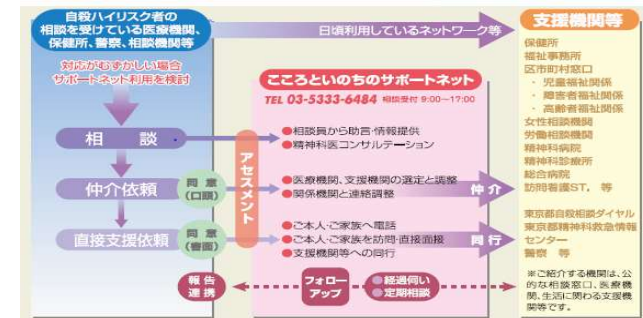 自殺ハイリスク者の
相談を受けている医療機関、
保健所、警察、相談機関等
日頃利用しているネットワーク等
支援機関等
対応がむずかしい場合
サポートネット利用を検討
こころといのちのサポートネット
TEL 03-5333-6484 相談受付 9:00~17:00
相談
●相談員から助言・情報提供
●精神科医コンサルテーション
アセスメント
仲介依頼
同意
(口頭)
●医療機関、支援機関の選定と調整
●関係機関と連絡調整
仲介
直接支援依頼
同意
(書面)
●ご本人・ご家族へ電話
●ご本人・ご家族を訪問・直接面接
●支援機関等への同行
同行
報告
連携
フォロー
アップ
●経過伺い
●定期相談
保健所
福祉事務所
区市町村窓口
・児童福祉関係
・障害者福祉関係
・高齢者福祉関係
女性相談機関
労働相談機関
精神科病院
精神科診療所
総合病院
訪問看護ST. 等
東京都自殺相談ダイヤル
東京都精神科救急情報
センター
警察 等
※ご紹介する機関は、公
的な相談窓口、医療機
関、生活に関わる支援機
関等です。